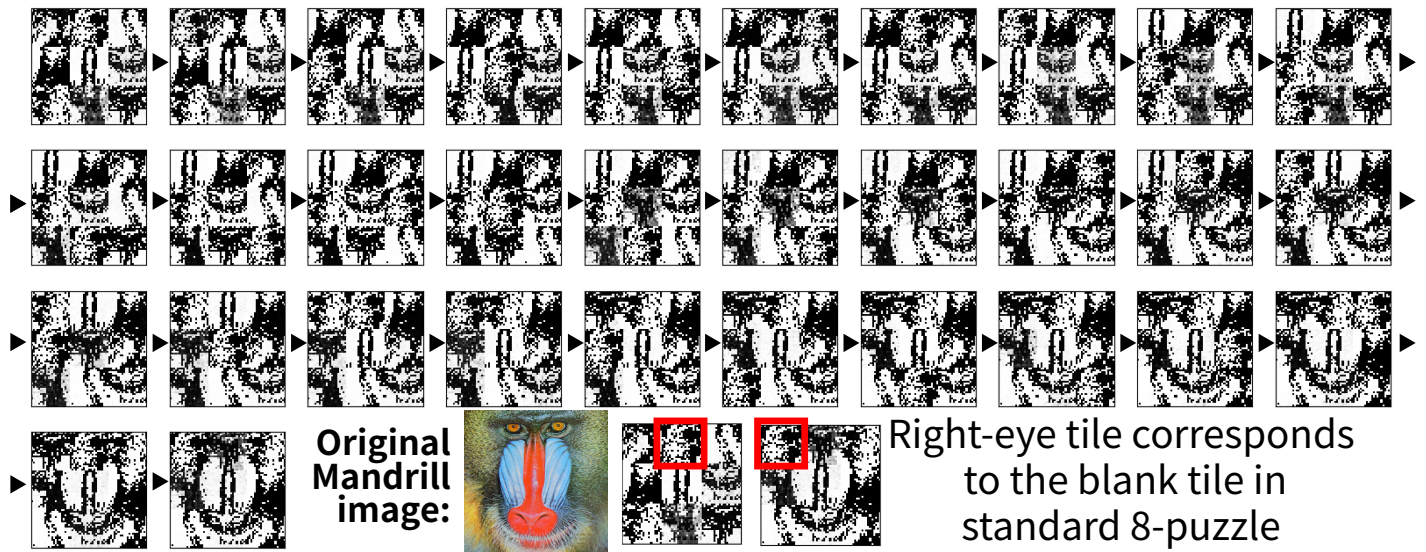 Original
Mandrill
image:
Right-eye tile corresponds
to the blank tile in
standard 8-puzzle